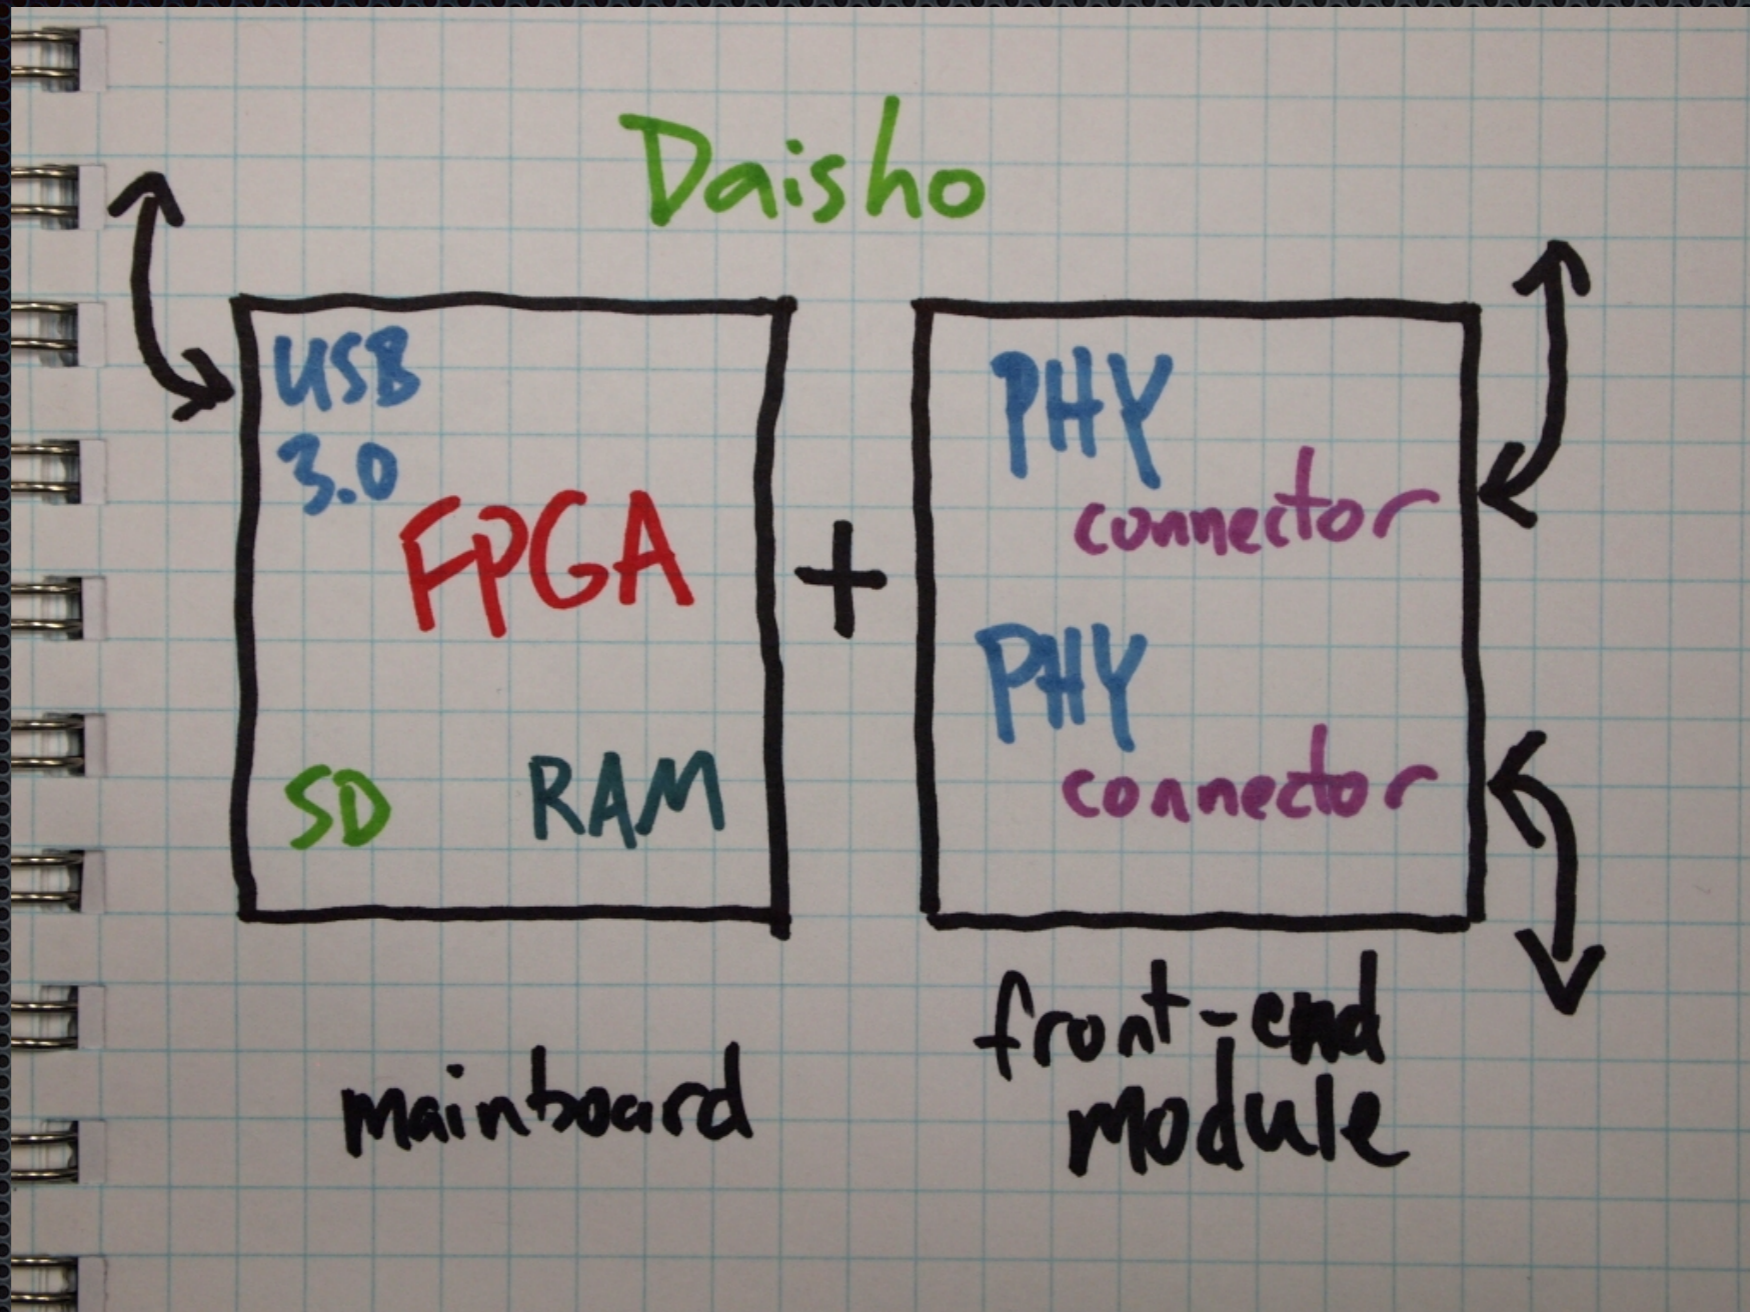 Daisho
USB
3.0
FPGA
SD RAM
mainboard
+
PHY
connector
PHY
connector
front-end
module